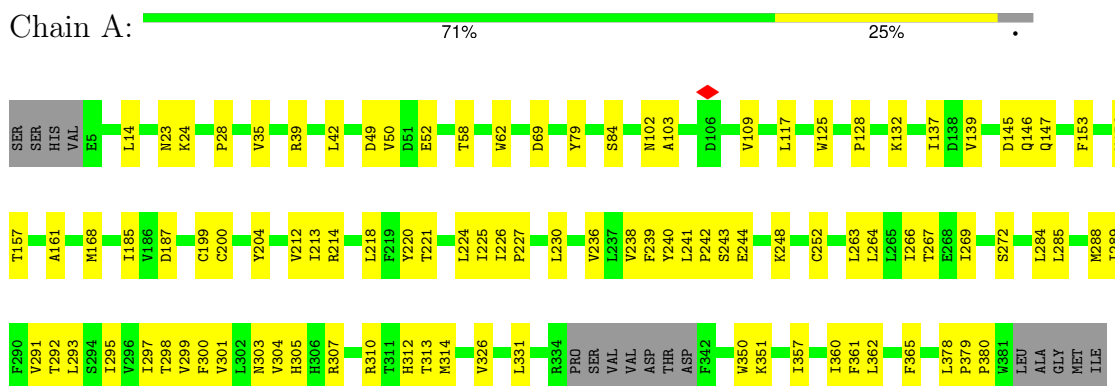 Chain A:
71% 25% •
SER SER HIS VAL E5 L14 N23 K24 P28 V35 R39 L42 D49 V50 D51 E52 T58 W62 D69 Y79 S84 N102 A103 D106 V109 L117 W125 P128 K132 I137 D138 V139 D145 Q146 Q147 F153
T157 A161 M168 I185 V186 D187 C199 C200 Y204 V212 I213 R214 L218 F219 Y220 T221 L224 I225 I226 P227 L230 V236 L237 V238 F239 Y240 L241 P242 S243 E244 K248 C252 L263 L264 L265 I266 T267 E268 I269 S272 L284 L285 M288
F290 V291 T292 L293 S294 I295 V296 I297 T298 V299 F300 V301 L302 N303 V304 H305 H306 R307 R310 T311 H312 T313 M314 V326 L331 R334 PRO SER VAL VAL ASP THR ASP F342 W350 K351 I357 I360 F361 L362 F365 L378 P379 P380 W381 LEU ALA GLY MET ILE